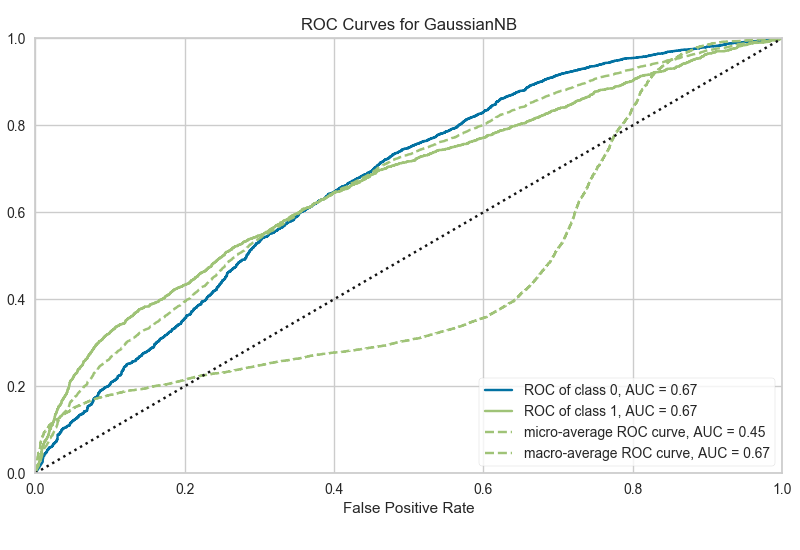 ROC Curves for GaussianNB
1.0
0.8
0.6
0.4
0.2
0.0
ROC of class 0, AUC = 0.67
ROC of class 1, AUC = 0.67
micro-average ROC curve, AUC = 0.45
macro-average ROC curve, AUC = 0.67
0.0 0.2 0.4 0.6 0.8 1.0
False Positive Rate